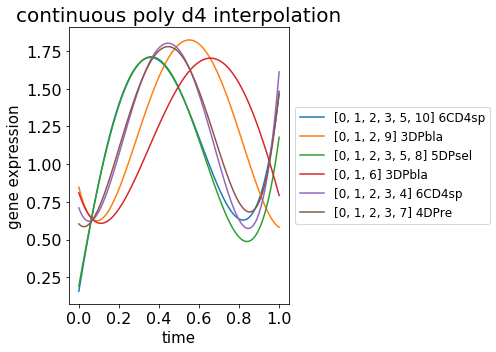 continuous poly d4 interpolation
gene expression
1.75
1.50
1.25
1.00
0.75
0.50
0.25
0.0 0.2 0.4 0.6 0.8 1.0
time
[0, 1, 2, 3, 5, 10] 6CD4sp
[0, 1, 2, 9] 3DPbla
[0, 1, 2, 3, 5, 8] 5DPsel
[0, 1, 6] 3DPbla
[0, 1, 2, 3, 4] 6CD4sp
[0, 1, 2, 3, 7] 4DPre